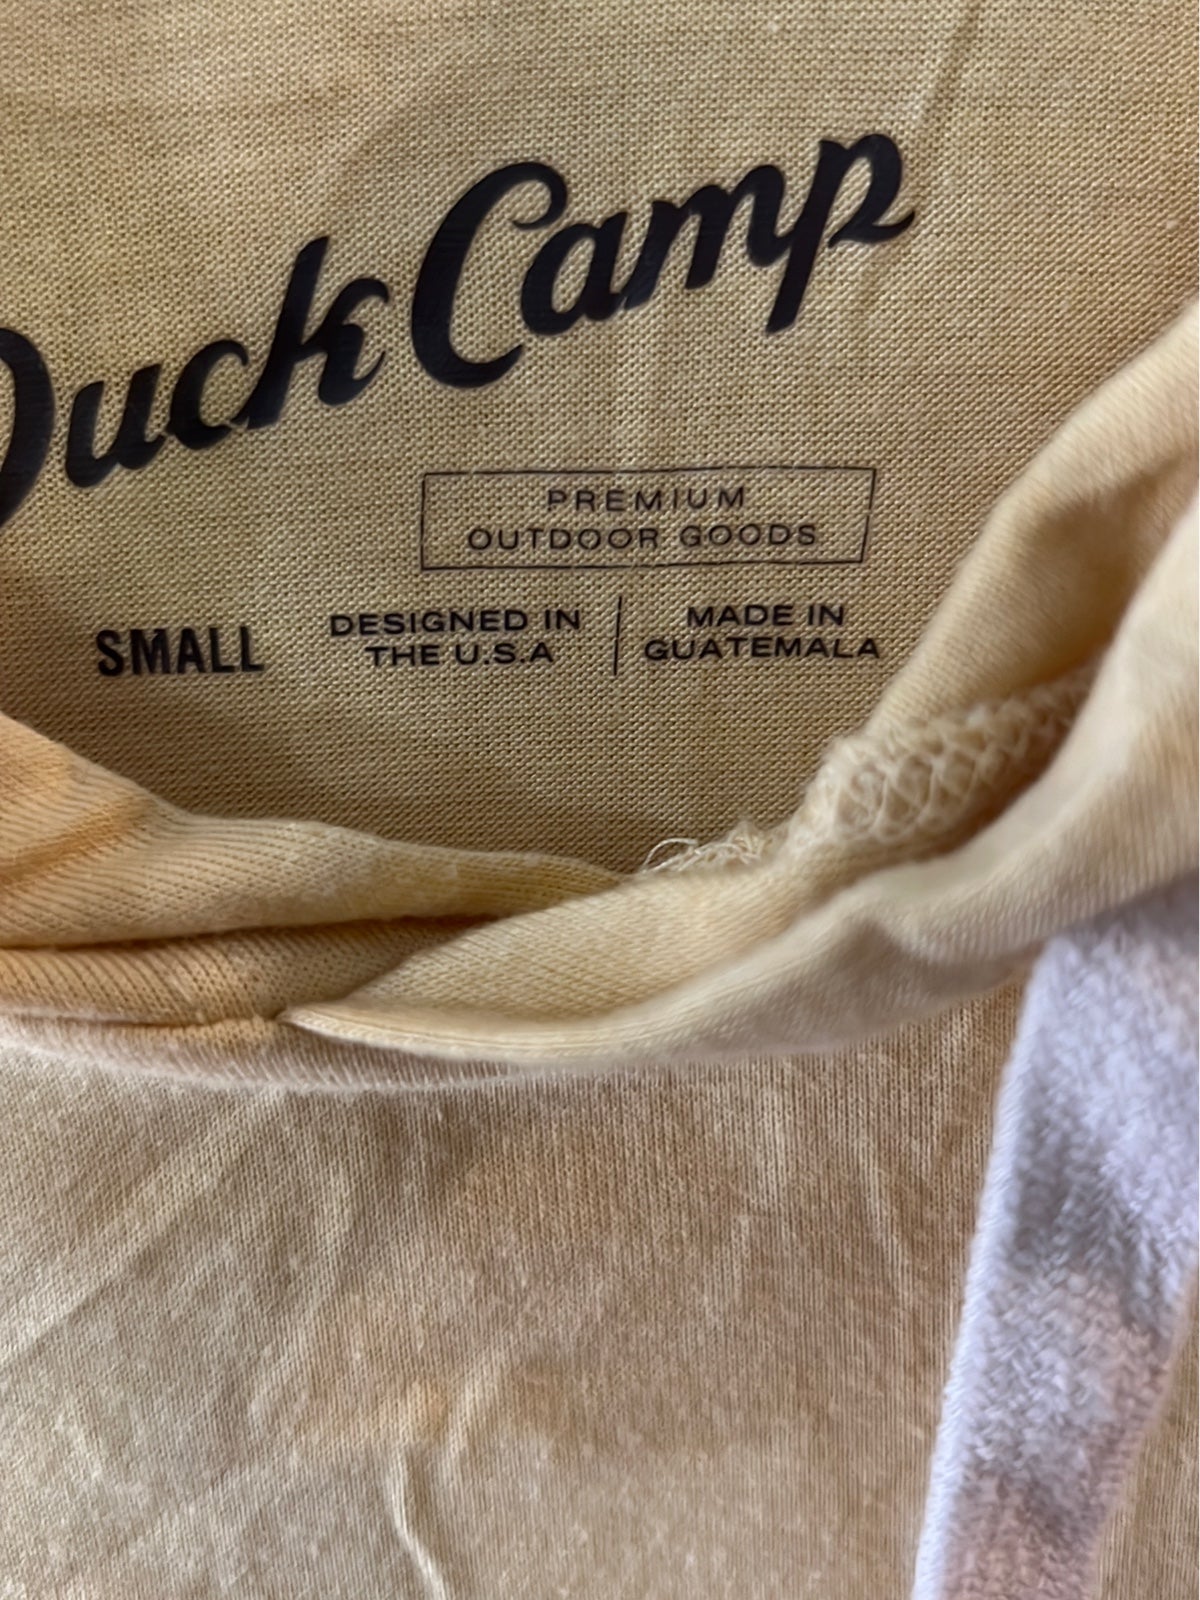 Duck Camp
PREMIUM
OUTDOOR GOODS
SMALL
DESIGNED IN
THE U.S.A
MADE IN
GUATEMALA